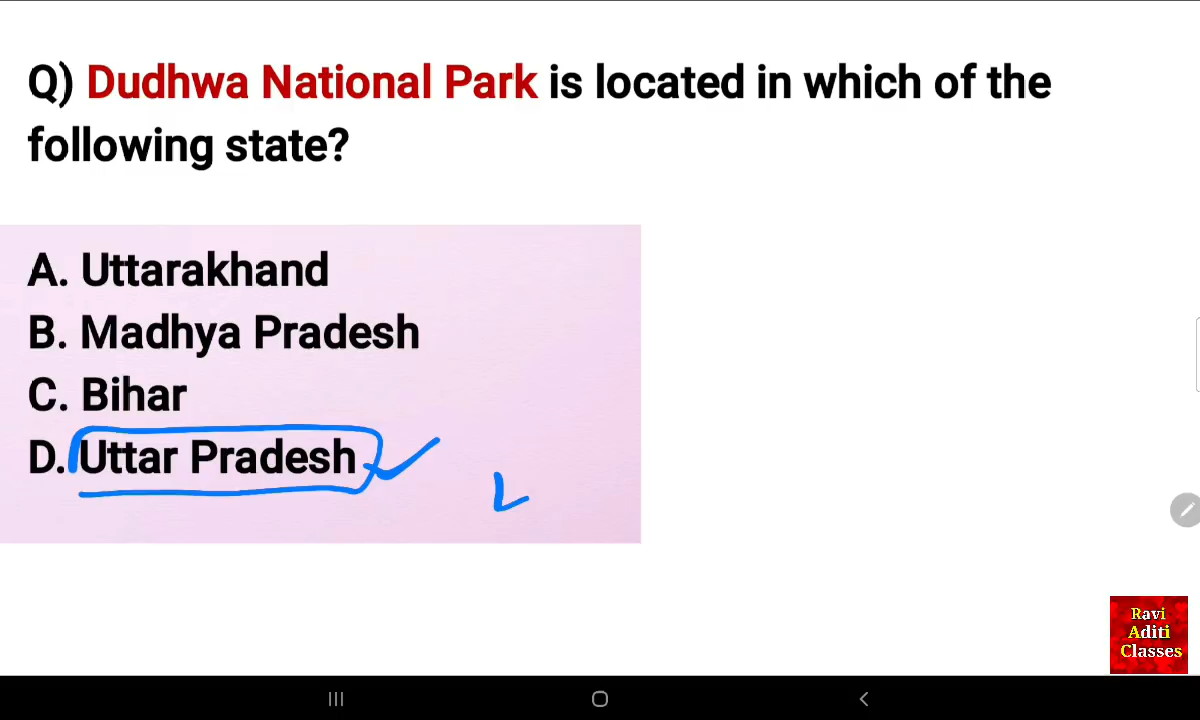 Q) Dudhwa National Park is located in which of the
following state?
A. Uttarakhand
B. Madhya Pradesh
C. Bihar
D. Uttar Pradesh
L
Ravi
Aditi
Classes